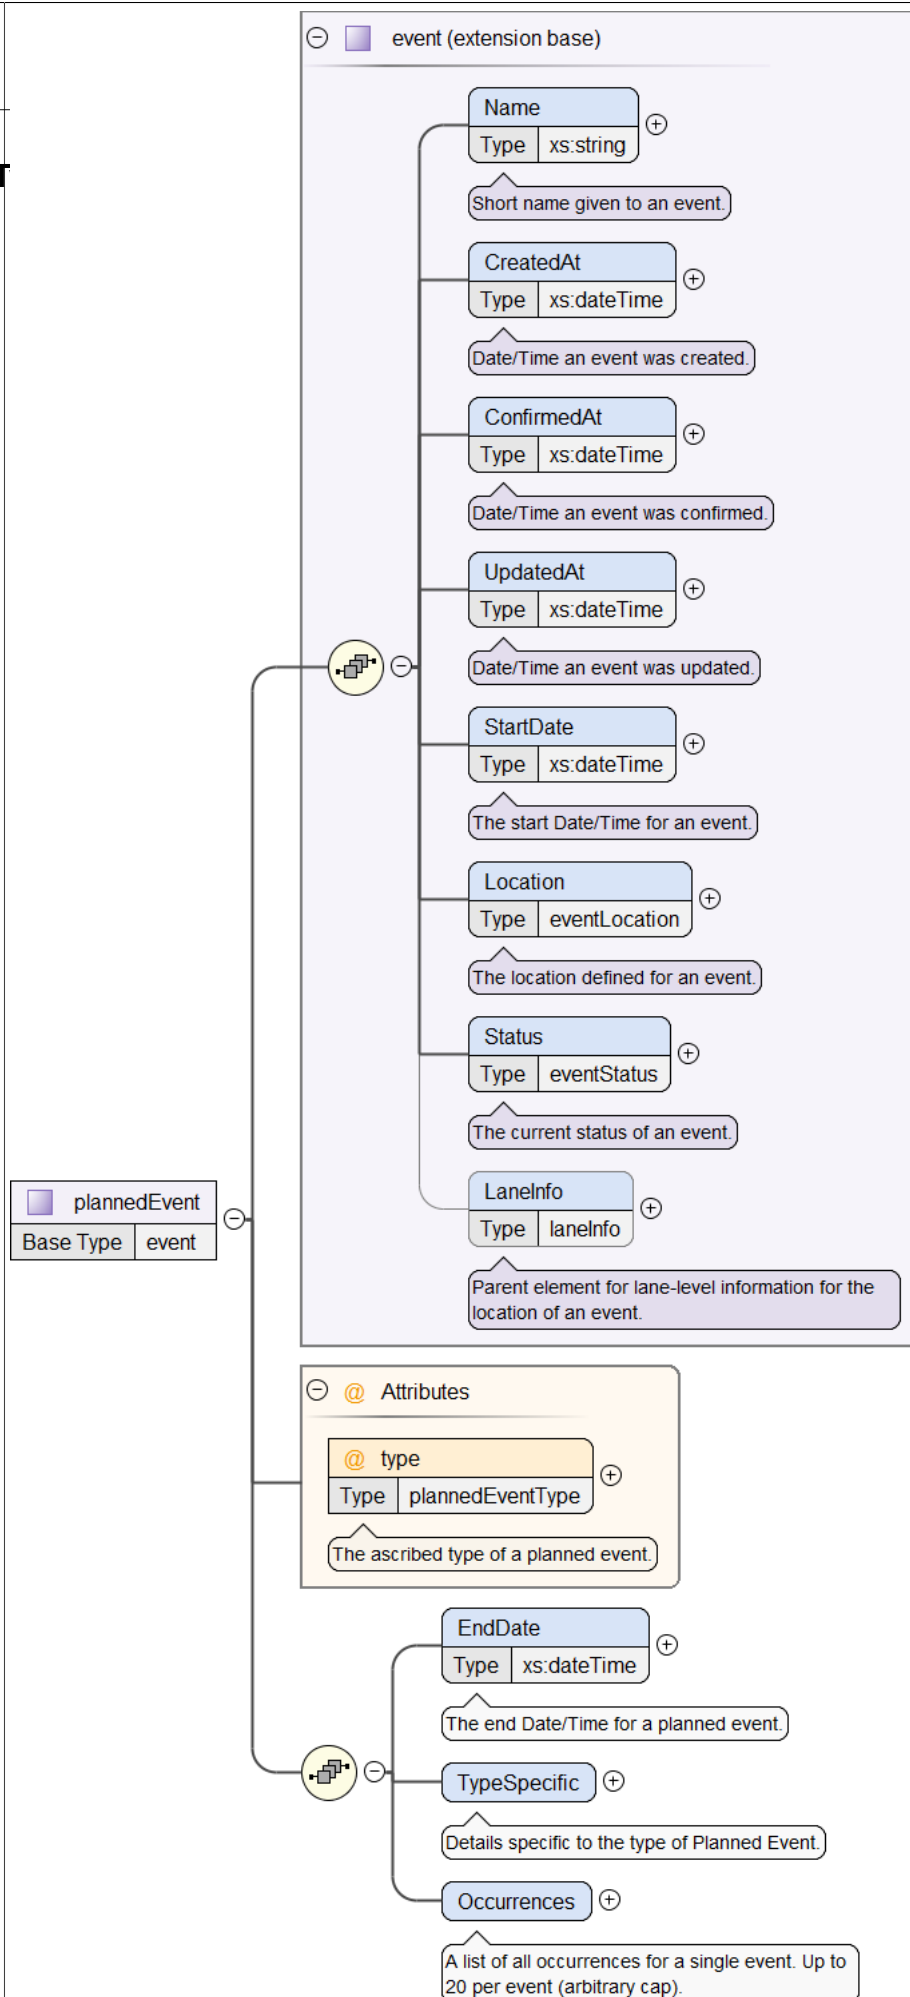 event (extension base)
Name
Type xs:string
Short name given to an event.
CreatedAt
Type xs:dateTime
Date/Time an event was created.
ConfirmedAt
Type xs:dateTime
Date/Time an event was confirmed.
UpdatedAt
Type xs:dateTime
Date/Time an event was updated.
StartDate
Type xs:dateTime
The start Date/Time for an event.
Location
Type eventLocation
The location defined for an event.
Status
Type eventStatus
The current status of an event.
LaneInfo
Type laneInfo
Parent element for lane-level information for the
location of an event.
plannedEvent
Base Type event
@ Attributes
@ type
Type plannedEventType
The ascribed type of a planned event.
EndDate
Type xs:dateTime
The end Date/Time for a planned event.
TypeSpecific
Details specific to the type of Planned Event.
Occurrences
A list of all occurrences for a single event. Up to
20 per event (arbitrary cap).